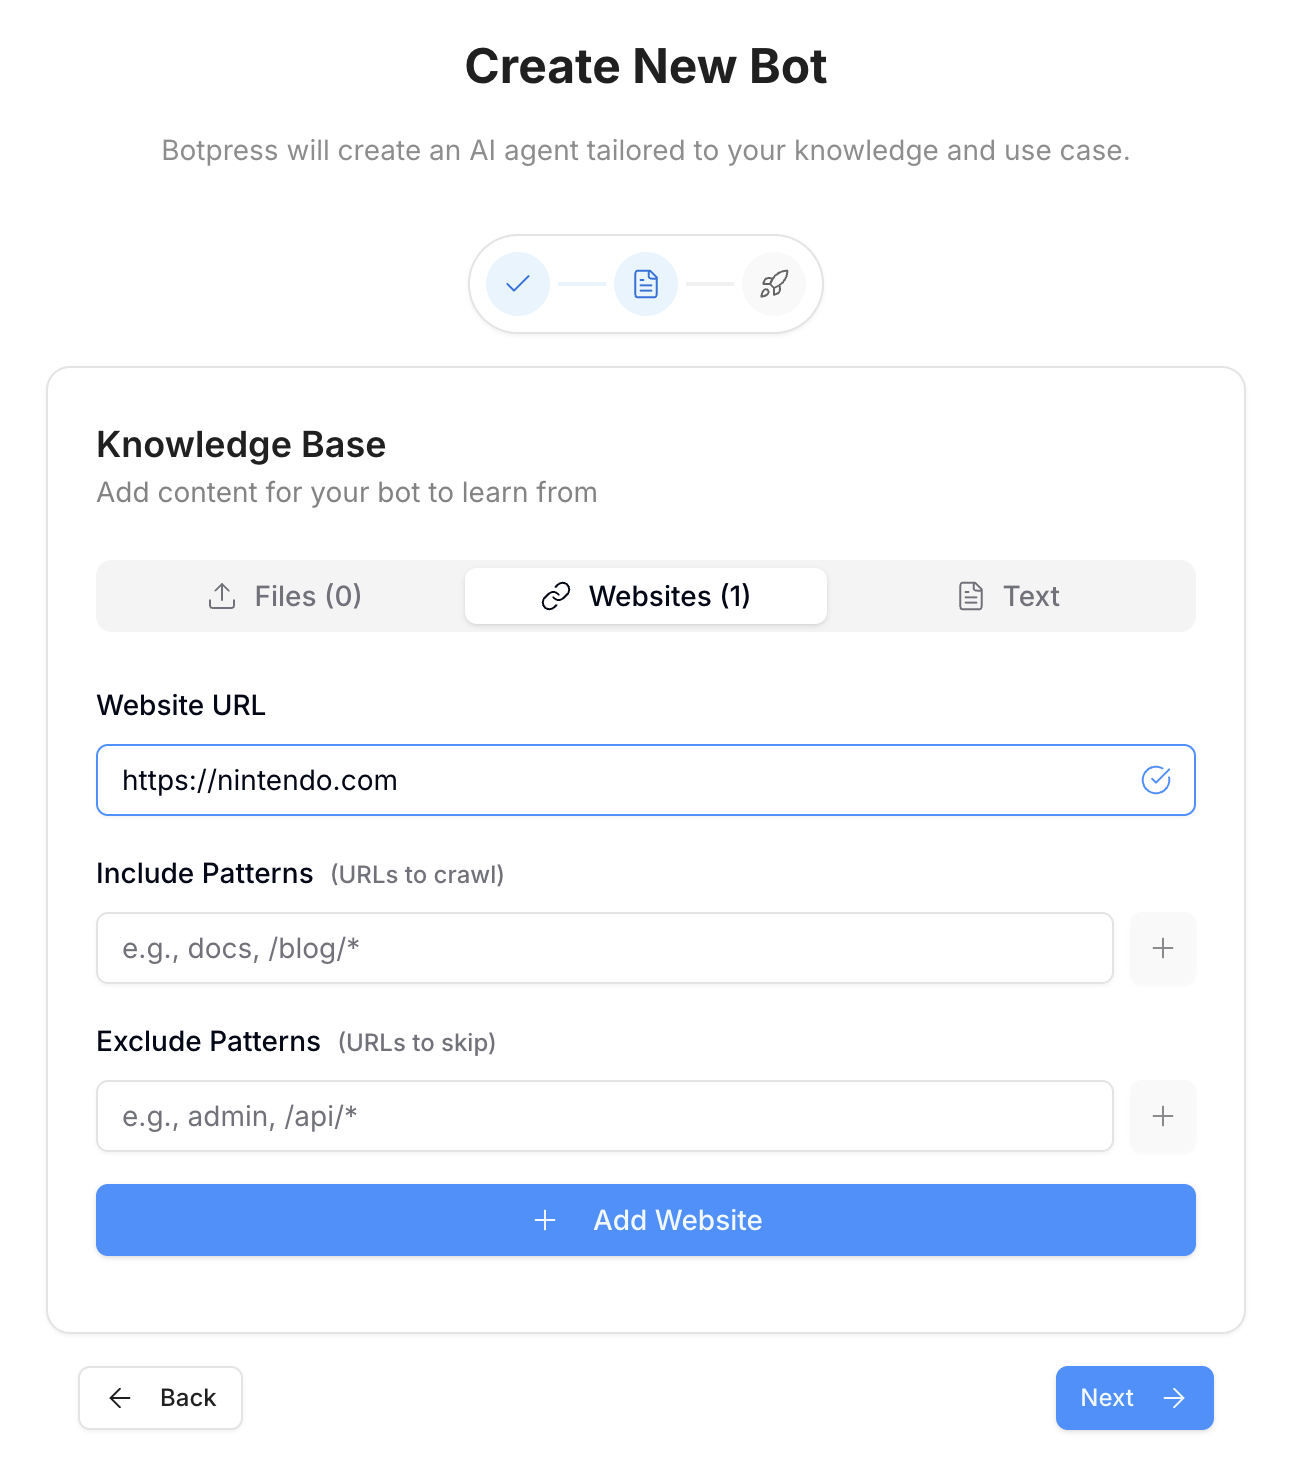 Create New Bot
Botpress will create an AI agent tailored to your knowledge and use case.
Knowledge Base
Add content for your bot to learn from
Files (0)
Websites (1)
Text
Website URL
https://nintendo.com
Include Patterns (URLs to crawl)
e.g., docs, /blog/*
Exclude Patterns (URLs to skip)
e.g., admin, /api/*
Add Website
Back
Next